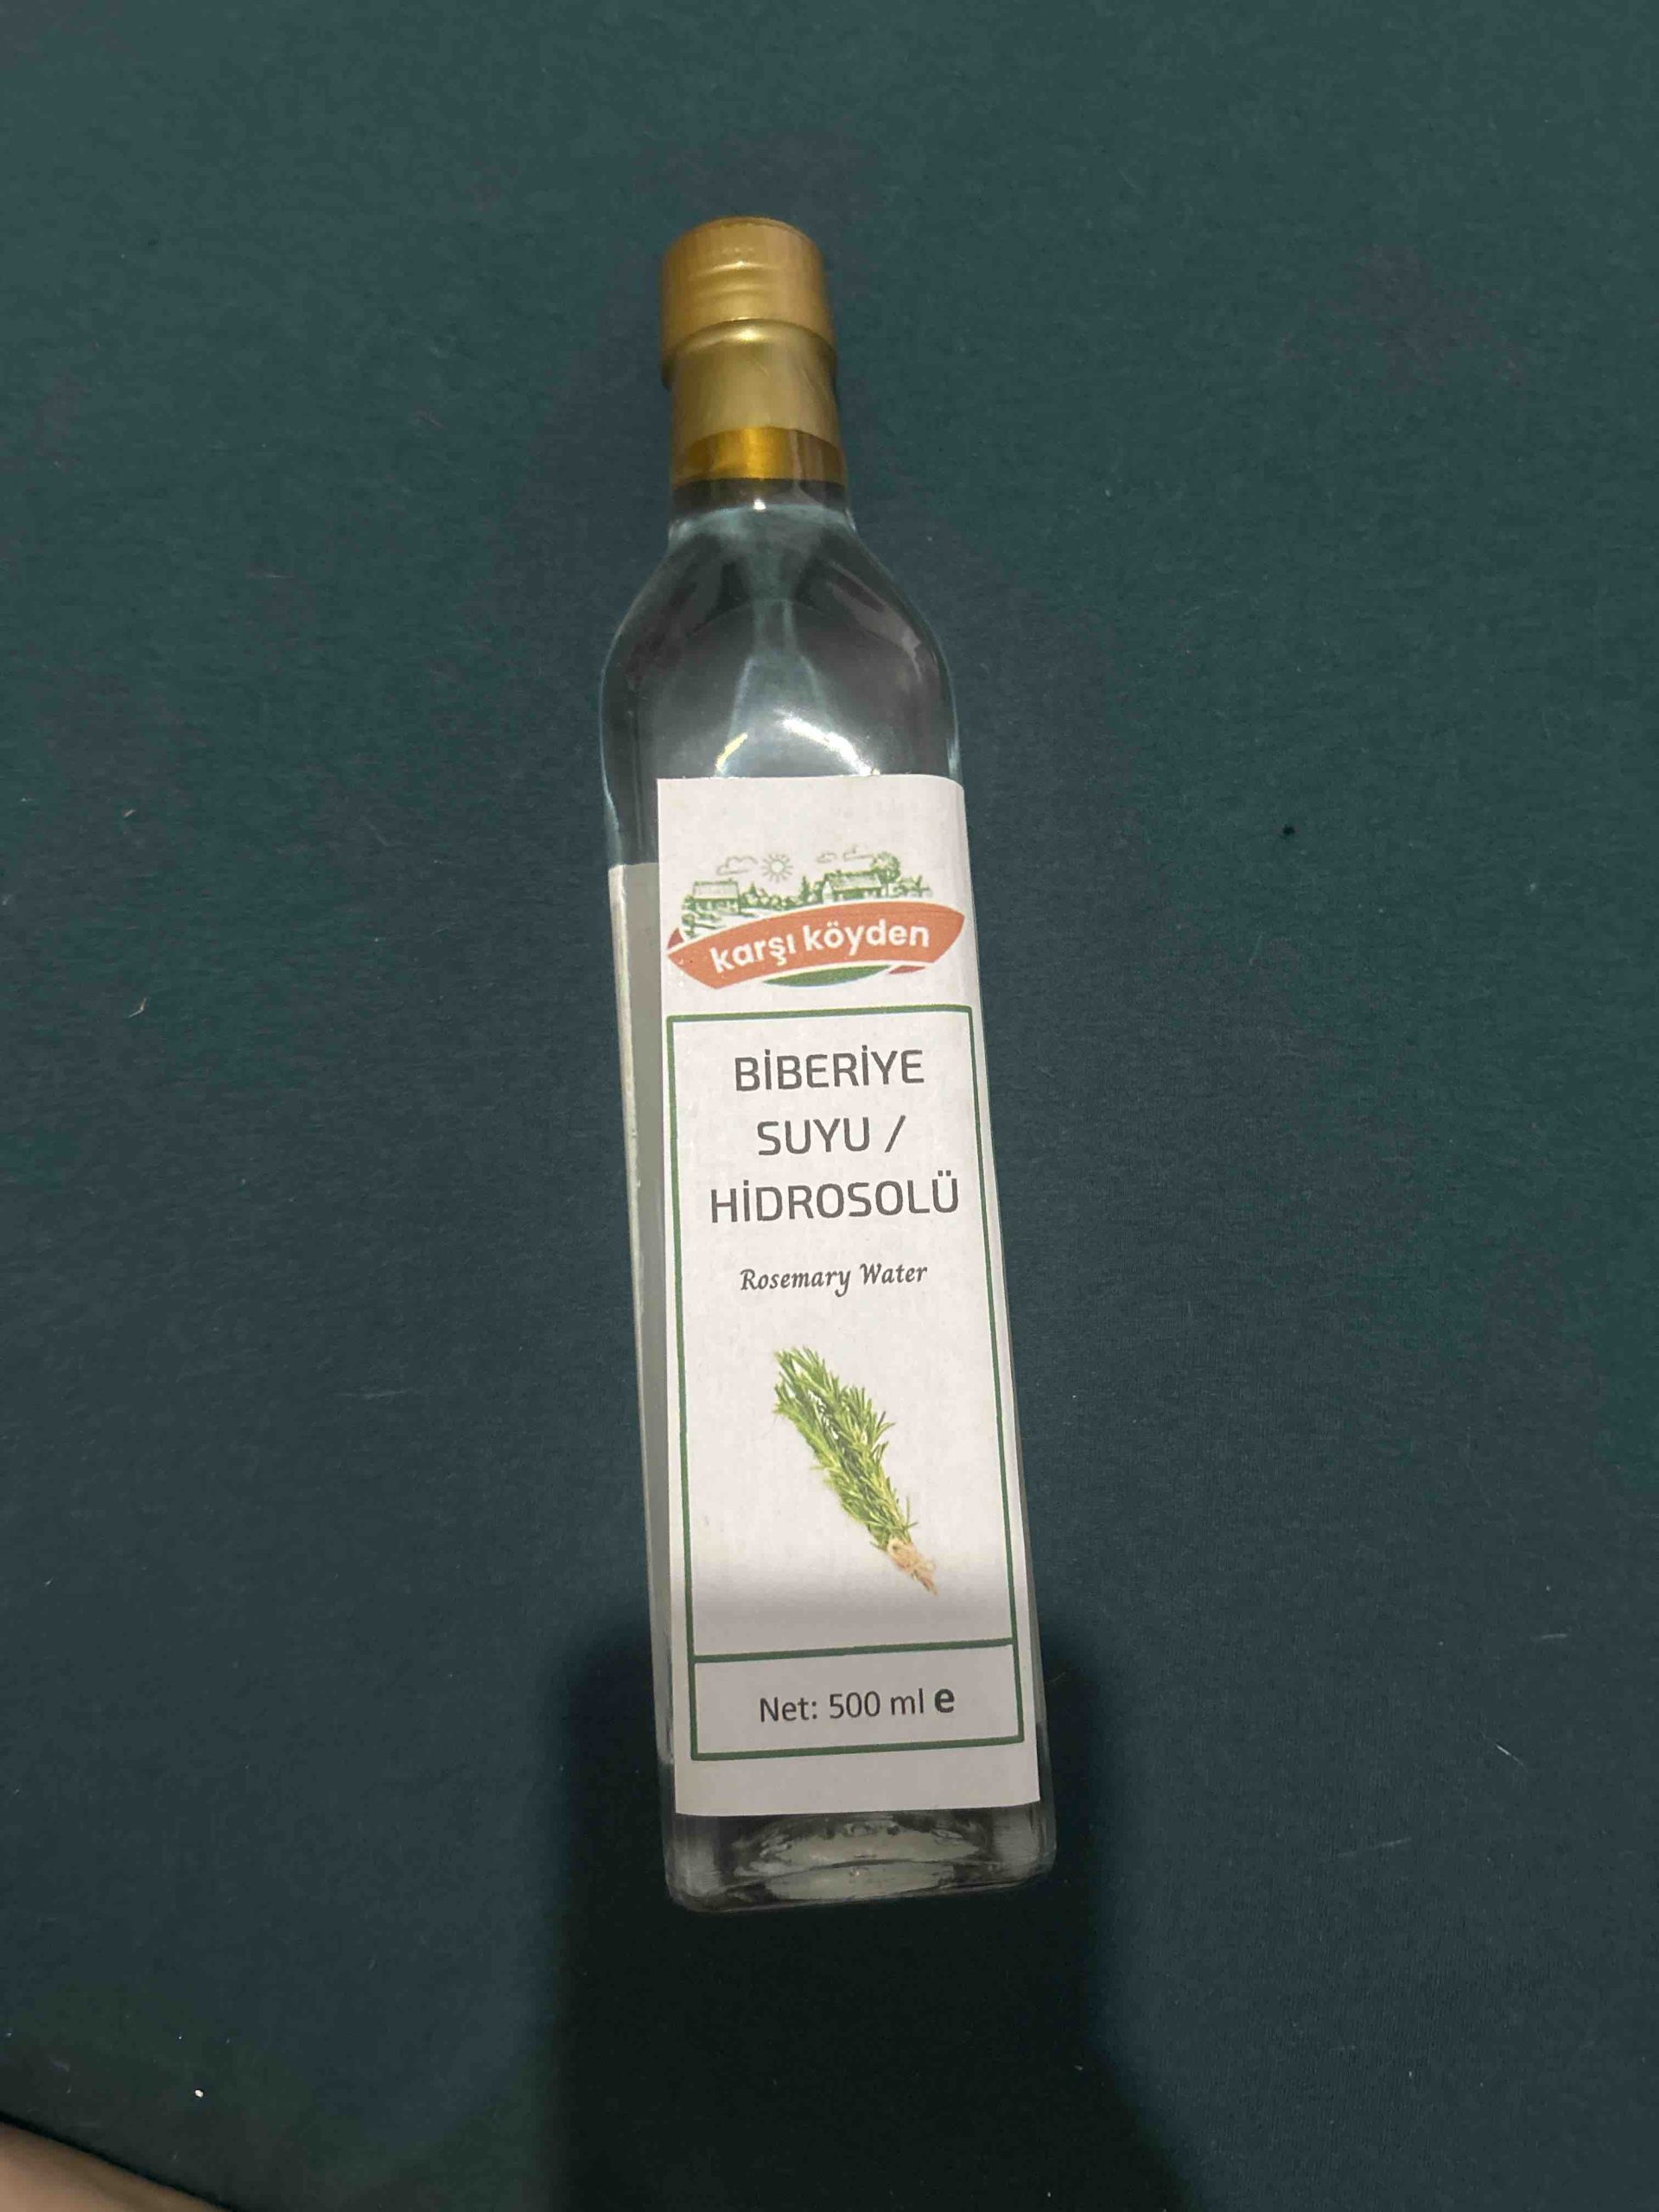 karşı köyden
BİBERİYE
SUYU /
HİDROSOLÜ
Rosemary Water
Net: 500 ml e